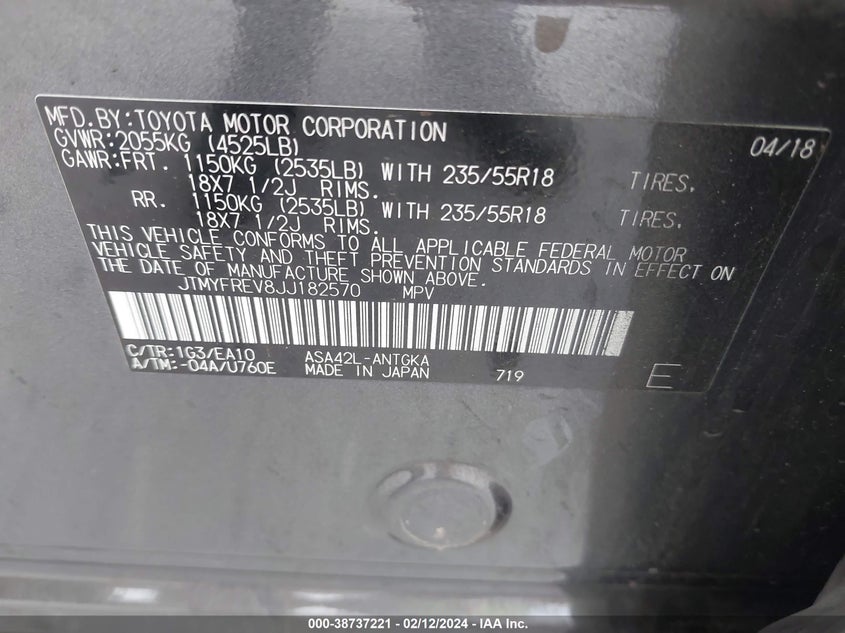 MFD.BY:TOYOTA MOTOR CORPORATION 04/18
GVWR:2055KG (4525LB)
GAWR:FRT. 1150KG (2535LB) WITH 235/55R18 TIRES,
18X7 1/2J RIMS.
RR. 1150KG (2535LB) WITH 235/55R18 TIRES,
18X7 1/2J RIMS.
THIS VEHICLE CONFORMS TO ALL APPLICABLE FEDERAL MOTOR
VEHICLE SAFETY AND THEFT PREVENTION STANDARDS IN EFFECT ON
THE DATE OF MANUFACTURE SHOWN ABOVE.
JTMYFREV8JJ182570 MPV
C/TR:1G3/EA10 ASA42L-ANTGKA
A/TM:-04A/U760E MADE IN JAPAN 719 E
000-38737221 - 02/12/2024 - IAA Inc.